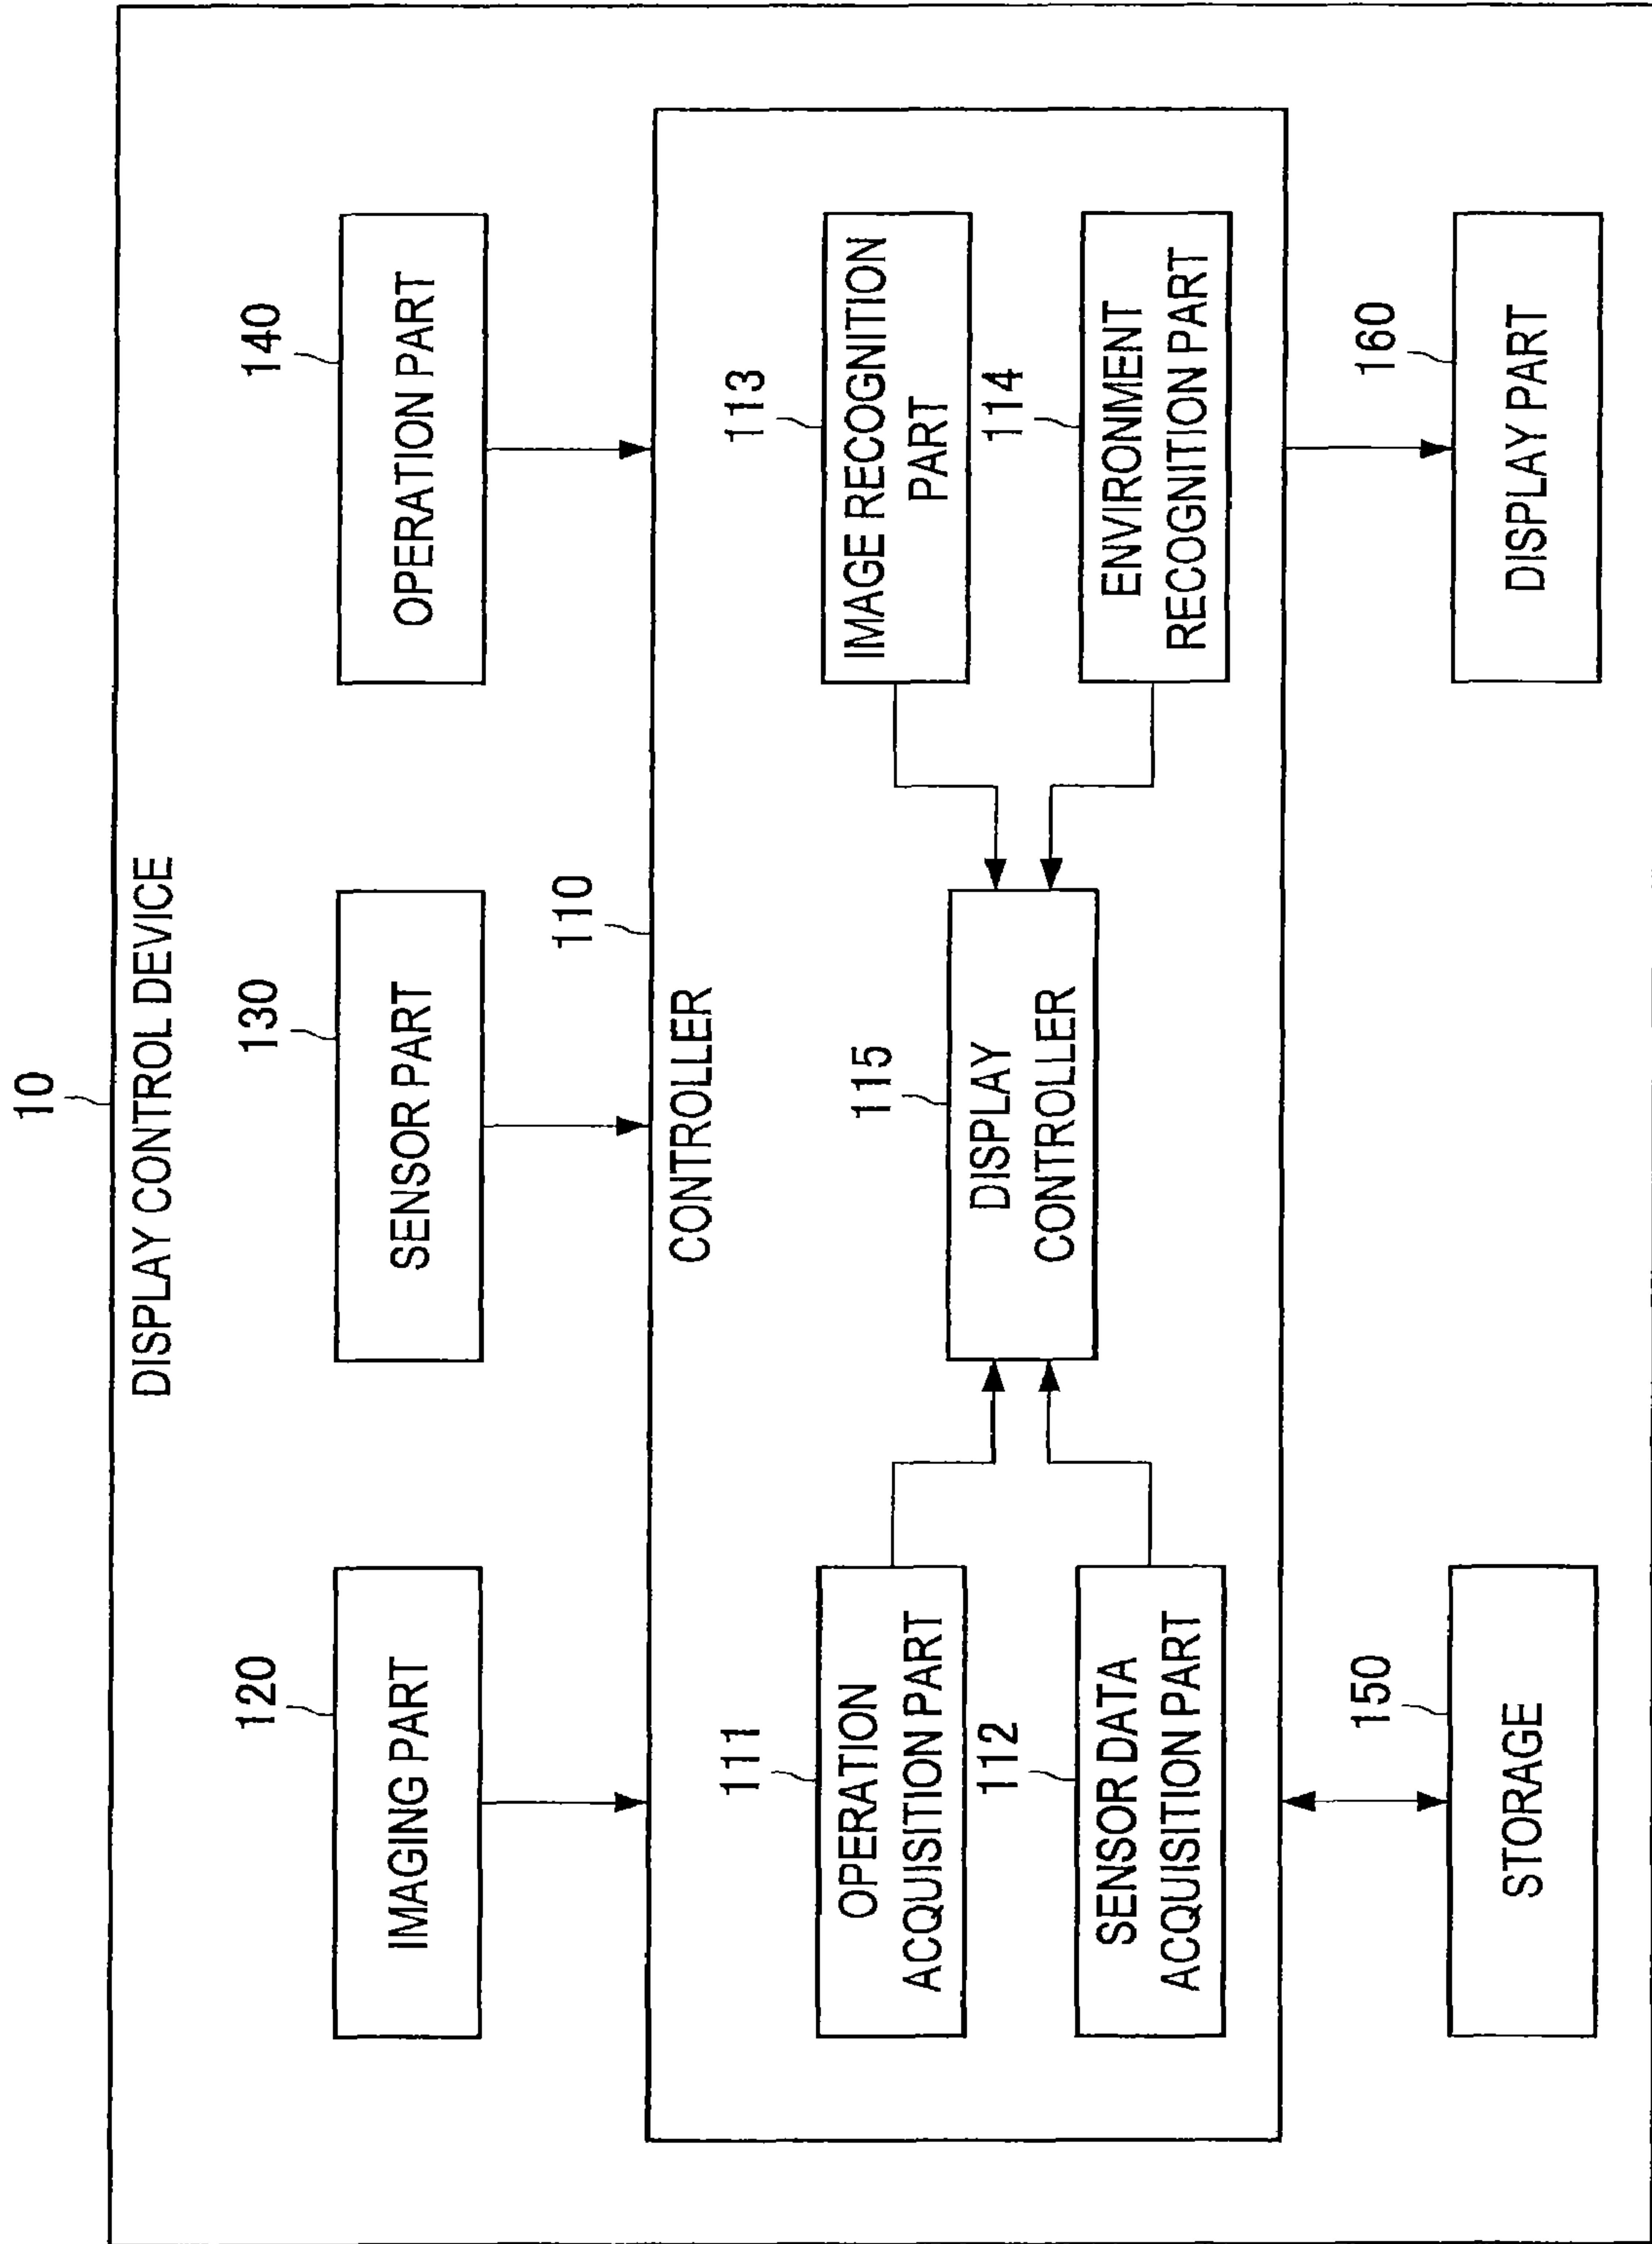 10
DISPLAY CONTROL DEVICE
120
IMAGING PART
130
SENSOR PART
140
OPERATION PART
110
CONTROLLER
111
OPERATION
ACQUISITION PART
112
SENSOR DATA
ACQUISITION PART
115
DISPLAY
CONTROLLER
113
IMAGE RECOGNITION
PART
114
ENVIRONMENT
RECOGNITION PART
150
STORAGE
160
DISPLAY PART